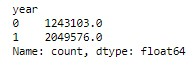 year
0    1243103.0
1    2049576.0
Name: count, dtype: float64